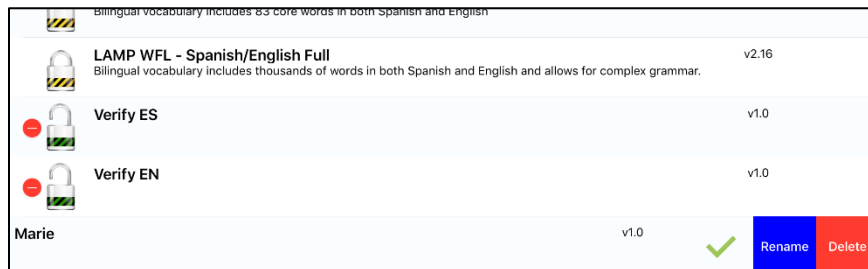 Bilingual vocabulary includes 83 core words in both Spanish and English
LAMP WFL - Spanish/English Full
v2.16
Bilingual vocabulary includes thousands of words in both Spanish and English and allows for complex grammar.
Verify ES
v1.0
Verify EN
v1.0
Marie
v1.0
Rename
Delete